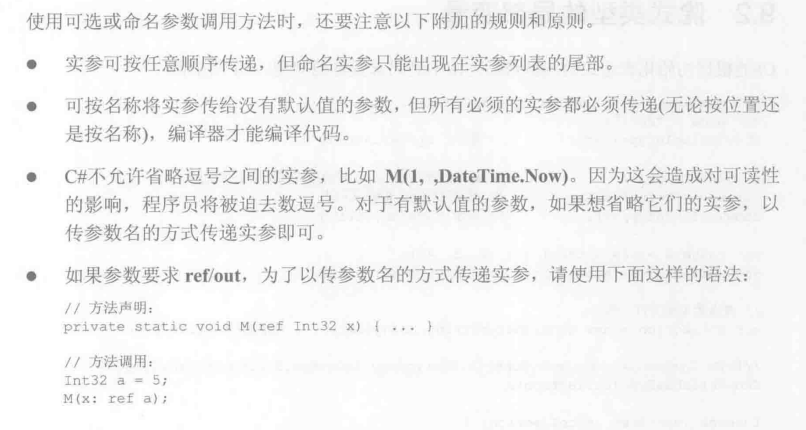 使用可选或命名参数调用方法时，还要注意以下附加的规则和原则。
● 实参可按任意顺序传递，但命名实参只能出现在实参列表的尾部。
● 可按名称将实参传给没有默认值的参数，但所有必须的实参都必须传递(无论按位置还
是按名称)，编译器才能编译代码。
● C#不允许省略逗号之间的实参，比如 M(1, ,DateTime.Now)。因为这会造成对可读性
的影响，程序员将被迫去数逗号。对于有默认值的参数，如果想省略它们的实参，以
传参数名的方式传递实参即可。
● 如果参数要求 ref/out，为了以传参数名的方式传递实参，请使用下面这样的语法：
// 方法声明：
private static void M(ref Int32 x) { ... }
// 方法调用：
Int32 a = 5;
M(x: ref a);